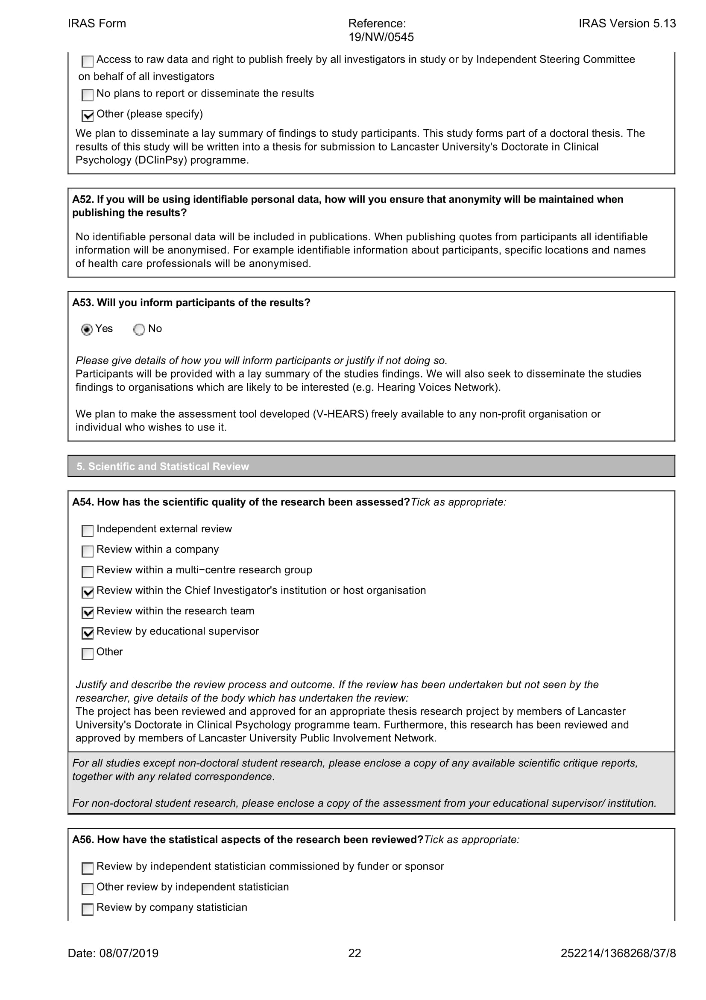 IRAS Form
Reference:
19/NW/0545
IRAS Version 5.13
Access to raw data and right to publish freely by all investigators in study or by Independent Steering Committee
on behalf of all investigators
No plans to report or disseminate the results
Other (please specify)
We plan to disseminate a lay summary of findings to study participants. This study forms part of a doctoral thesis. The
results of this study will be written into a thesis for submission to Lancaster University's Doctorate in Clinical
Psychology (DClinPsy) programme.
A52. If you will be using identifiable personal data, how will you ensure that anonymity will be maintained when
publishing the results?
No identifiable personal data will be included in publications. When publishing quotes from participants all identifiable
information will be anonymised. For example identifiable information about participants, specific locations and names
of health care professionals will be anonymised.
A53. Will you inform participants of the results?
Yes No
Please give details of how you will inform participants or justify if not doing so.
Participants will be provided with a lay summary of the studies findings. We will also seek to disseminate the studies
findings to organisations which are likely to be interested (e.g. Hearing Voices Network).
We plan to make the assessment tool developed (V-HEARS) freely available to any non-profit organisation or
individual who wishes to use it.
5. Scientific and Statistical Review
A54. How has the scientific quality of the research been assessed?Tick as appropriate:
Independent external review
Review within a company
Review within a multi−centre research group
Review within the Chief Investigator's institution or host organisation
Review within the research team
Review by educational supervisor
Other
Justify and describe the review process and outcome. If the review has been undertaken but not seen by the
researcher, give details of the body which has undertaken the review:
The project has been reviewed and approved for an appropriate thesis research project by members of Lancaster
University's Doctorate in Clinical Psychology programme team. Furthermore, this research has been reviewed and
approved by members of Lancaster University Public Involvement Network.
For all studies except non-doctoral student research, please enclose a copy of any available scientific critique reports,
together with any related correspondence.
For non-doctoral student research, please enclose a copy of the assessment from your educational supervisor/ institution.
A56. How have the statistical aspects of the research been reviewed?Tick as appropriate:
Review by independent statistician commissioned by funder or sponsor
Other review by independent statistician
Review by company statistician
Date: 08/07/2019
22
252214/1368268/37/8